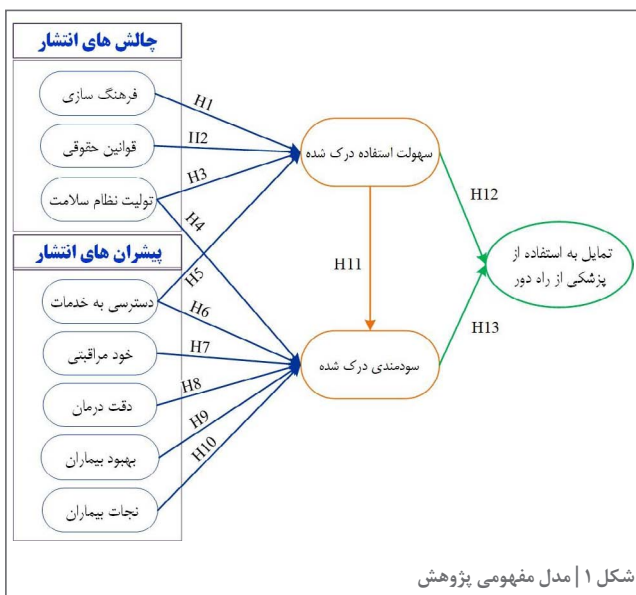 چالش های انتشار
فرهنگ سازی
قوانین حقوقی
تولیت نظام سلامت
پیشران های انتشار
دسترسی به خدمات
خود مراقبتی
دقت درمان
بهبود بیماران
نجات بیماران
H1
H2
H3
H4
H5
H6
H7
H8
H9
H10
سهولت استفاده درک شده
H11
سودمندی درک شده
H12
H13
تمایل به استفاده از
پزشکی از راه دور
شکل ۱ | مدل مفهومی پژوهش